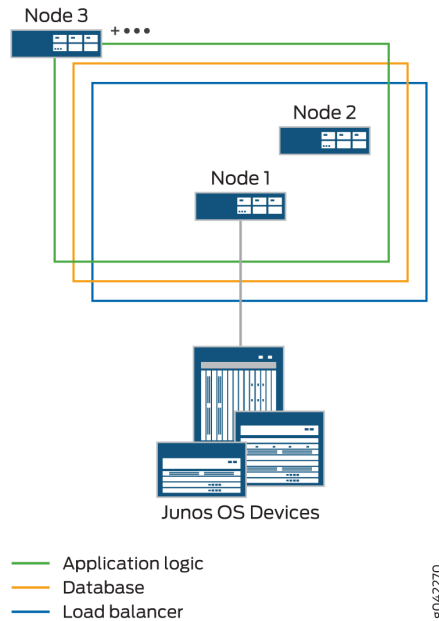 Node 3
+•••
Node 2
Node 1
Junos OS Devices
Application logic
Database
Load balancer
g042270